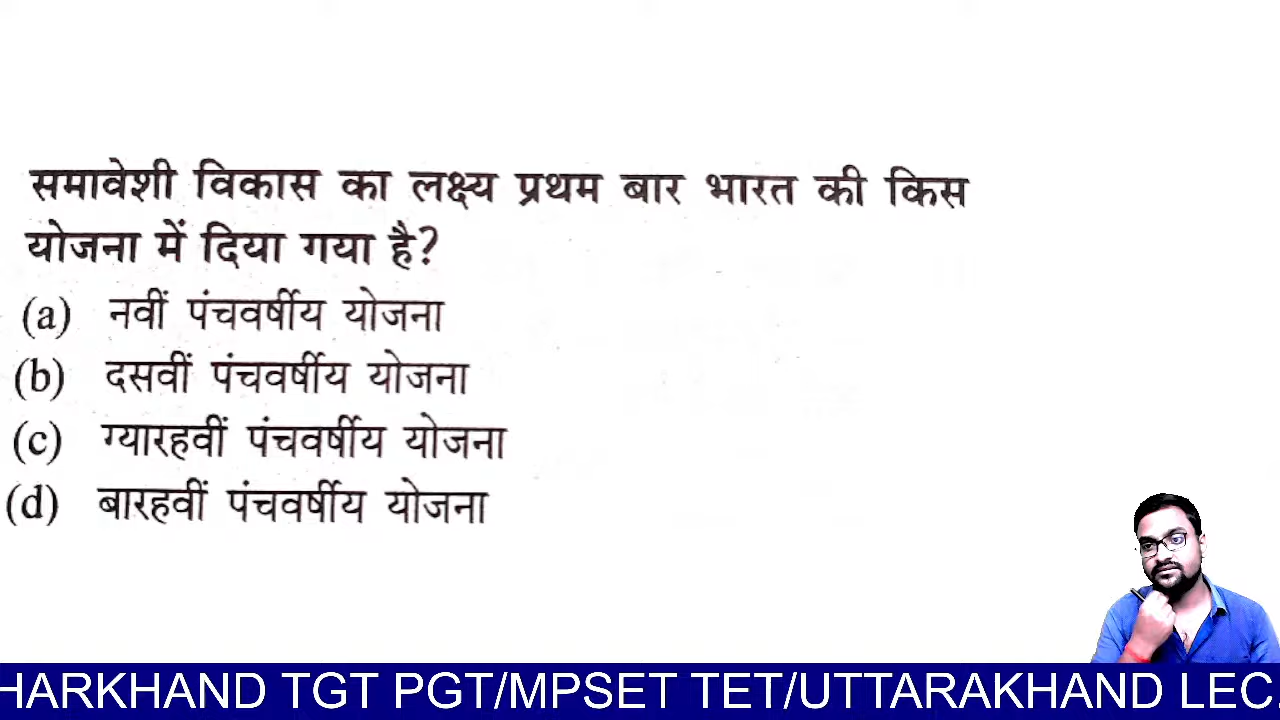 समावेशी विकास का लक्ष्य प्रथम बार भारत की किस
योजना में दिया गया है?
(a) नवीं पंचवर्षीय योजना
(b) दसवीं पंचवर्षीय योजना
(c) ग्यारहवीं पंचवर्षीय योजना
(d) बारहवीं पंचवर्षीय योजना
HARKHAND TGT PGT/MPSET TET/UTTARAKHAND LEC.